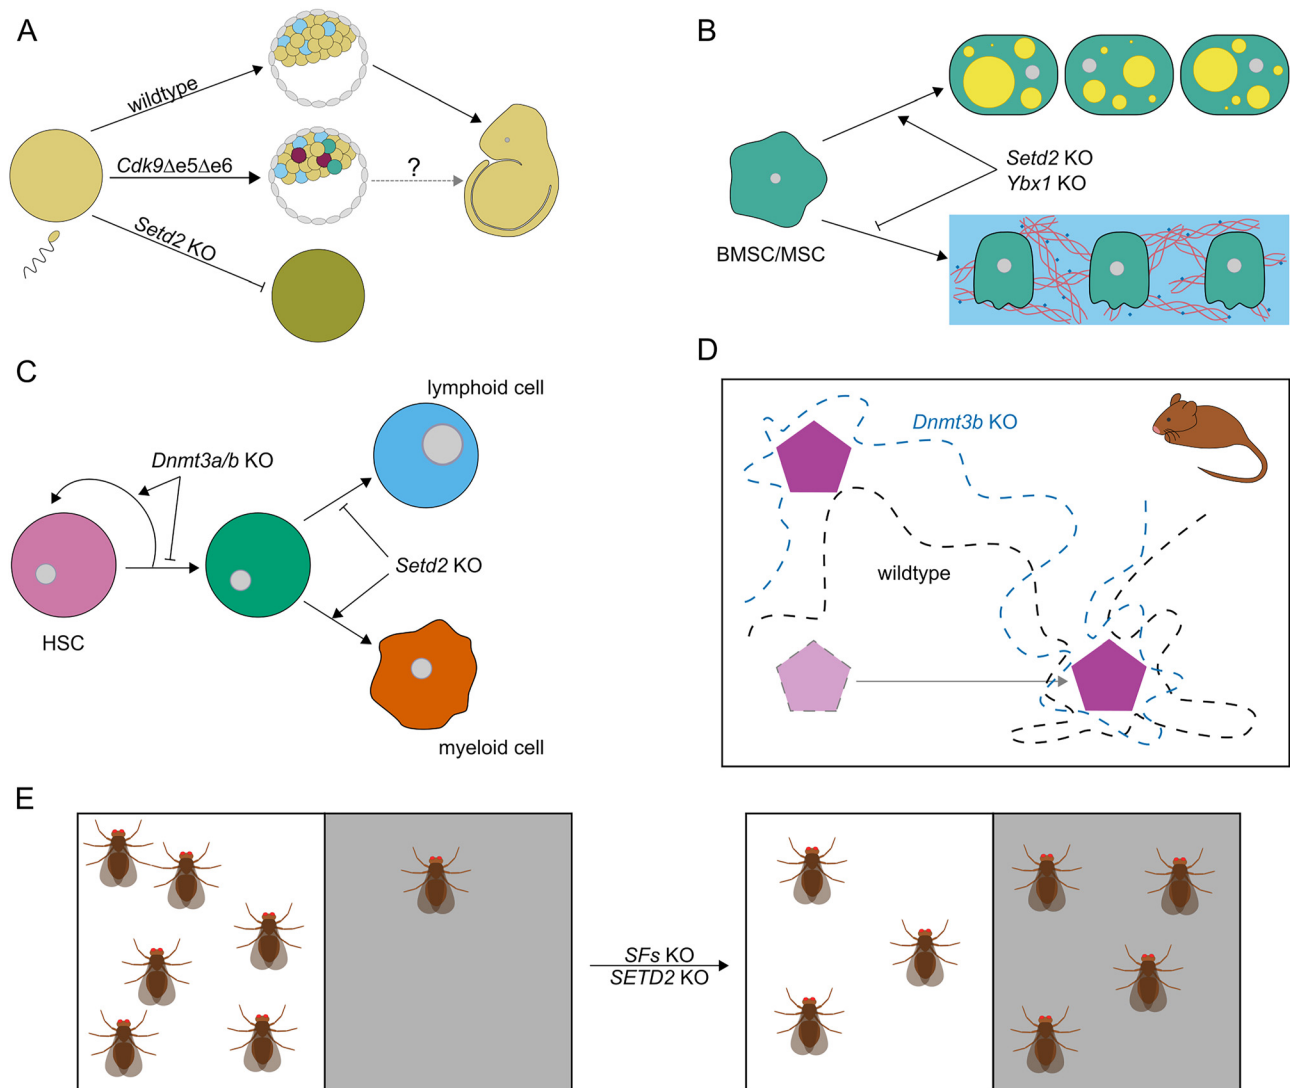 A
wildtype
Cdk9Δe5Δe6
?
Setd2 KO
B
Setd2 KO
Ybx1 KO
BMSC/MSC
C
lymphoid cell
Dnmt3a/b KO
Setd2 KO
HSC
myeloid cell
D
Dnmt3b KO
wildtype
E
SFs KO
SETD2 KO